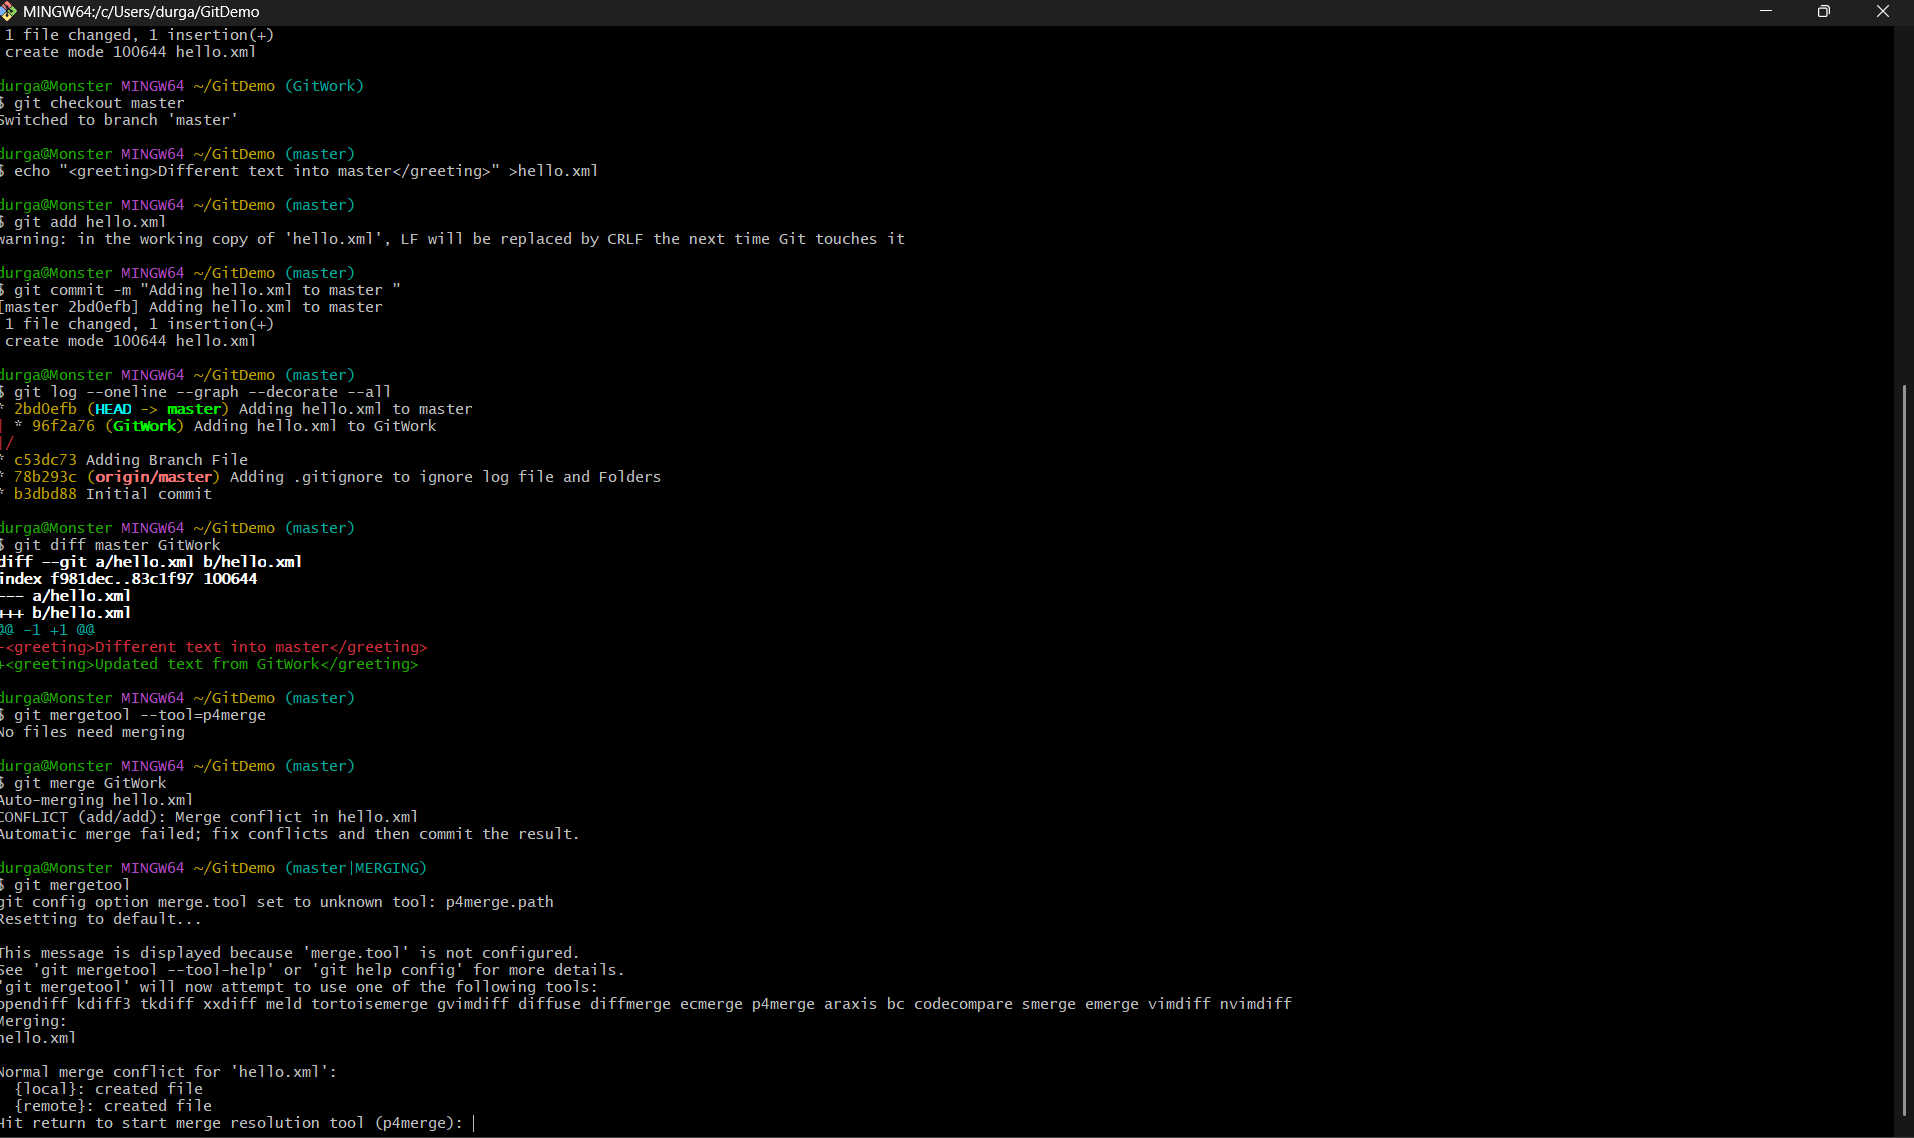 MINGW64:/c/Users/durga/GitDemo
1 file changed, 1 insertion(+)
create mode 100644 hello.xml
durga@Monster MINGW64 ~/GitDemo (GitWork)
$ git checkout master
Switched to branch 'master'
durga@Monster MINGW64 ~/GitDemo (master)
$ echo "<greeting>Different text into master</greeting>" >hello.xml
durga@Monster MINGW64 ~/GitDemo (master)
$ git add hello.xml
warning: in the working copy of 'hello.xml', LF will be replaced by CRLF the next time Git touches it
durga@Monster MINGW64 ~/GitDemo (master)
$ git commit -m "Adding hello.xml to master "
[master 2bd0efb] Adding hello.xml to master
1 file changed, 1 insertion(+)
create mode 100644 hello.xml
durga@Monster MINGW64 ~/GitDemo (master)
$ git log --oneline --graph --decorate --all
* 2bd0efb (HEAD -> master) Adding hello.xml to master
| * 96f2a76 (GitWork) Adding hello.xml to GitWork
|/
* c53dc73 Adding Branch File
* 78b293c (origin/master) Adding .gitignore to ignore log file and Folders
* b3dbd88 Initial commit
durga@Monster MINGW64 ~/GitDemo (master)
$ git diff master GitWork
diff --git a/hello.xml b/hello.xml
index f981dec..83c1f97 100644
--- a/hello.xml
+++ b/hello.xml
@@ -1 +1 @@
-<greeting>Different text into master</greeting>
+<greeting>Updated text from GitWork</greeting>
durga@Monster MINGW64 ~/GitDemo (master)
$ git mergetool --tool=p4merge
No files need merging
durga@Monster MINGW64 ~/GitDemo (master)
$ git merge GitWork
Auto-merging hello.xml
CONFLICT (add/add): Merge conflict in hello.xml
Automatic merge failed; fix conflicts and then commit the result.
durga@Monster MINGW64 ~/GitDemo (master|MERGING)
$ git mergetool
git config option merge.tool set to unknown tool: p4merge.path
Resetting to default...
This message is displayed because 'merge.tool' is not configured.
See 'git mergetool --tool-help' or 'git help config' for more details.
'git mergetool' will now attempt to use one of the following tools:
opendiff kdiff3 tkdiff xxdiff meld tortoisemerge gvimdiff diffuse diffmerge ecmerge p4merge araxis bc codecompare smerge emerge vimdiff nvimdiff
Merging:
hello.xml
Normal merge conflict for 'hello.xml':
{local}: created file
{remote}: created file
Hit return to start merge resolution tool (p4merge):